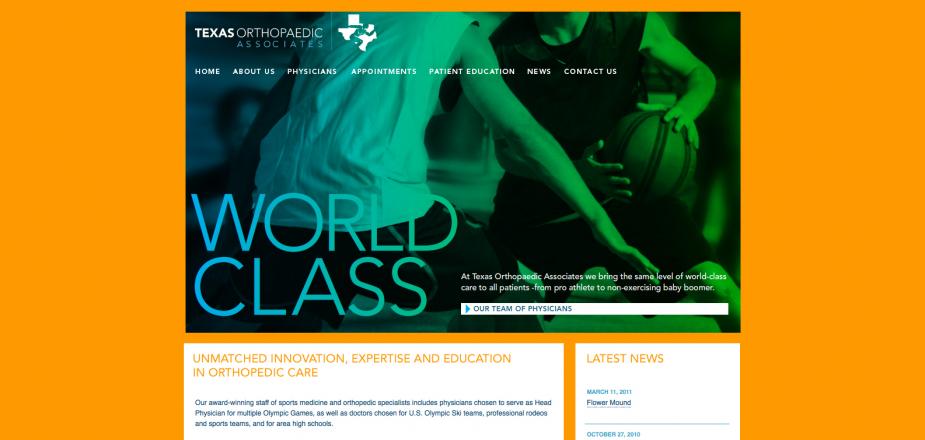 TEXAS ORTHOPAEDIC
ASSOCIATES
HOME ABOUT US PHYSICIANS APPOINTMENTS PATIENT EDUCATION NEWS CONTACT US
WORLD
CLASS
At Texas Orthopaedic Associates we bring the same level of world-class
care to all patients -from pro athlete to non-exercising baby boomer.
OUR TEAM OF PHYSICIANS
UNMATCHED INNOVATION, EXPERTISE AND EDUCATION
IN ORTHOPEDIC CARE
Our award-winning staff of sports medicine and orthopedic specialists includes physicians chosen to serve as Head
Physician for multiple Olympic Games, as well as doctors chosen for U.S. Olympic Ski teams, professional rodeos
and sports teams, and for area high schools.
LATEST NEWS
MARCH 11, 2011
Flower Mound
OCTOBER 27, 2010